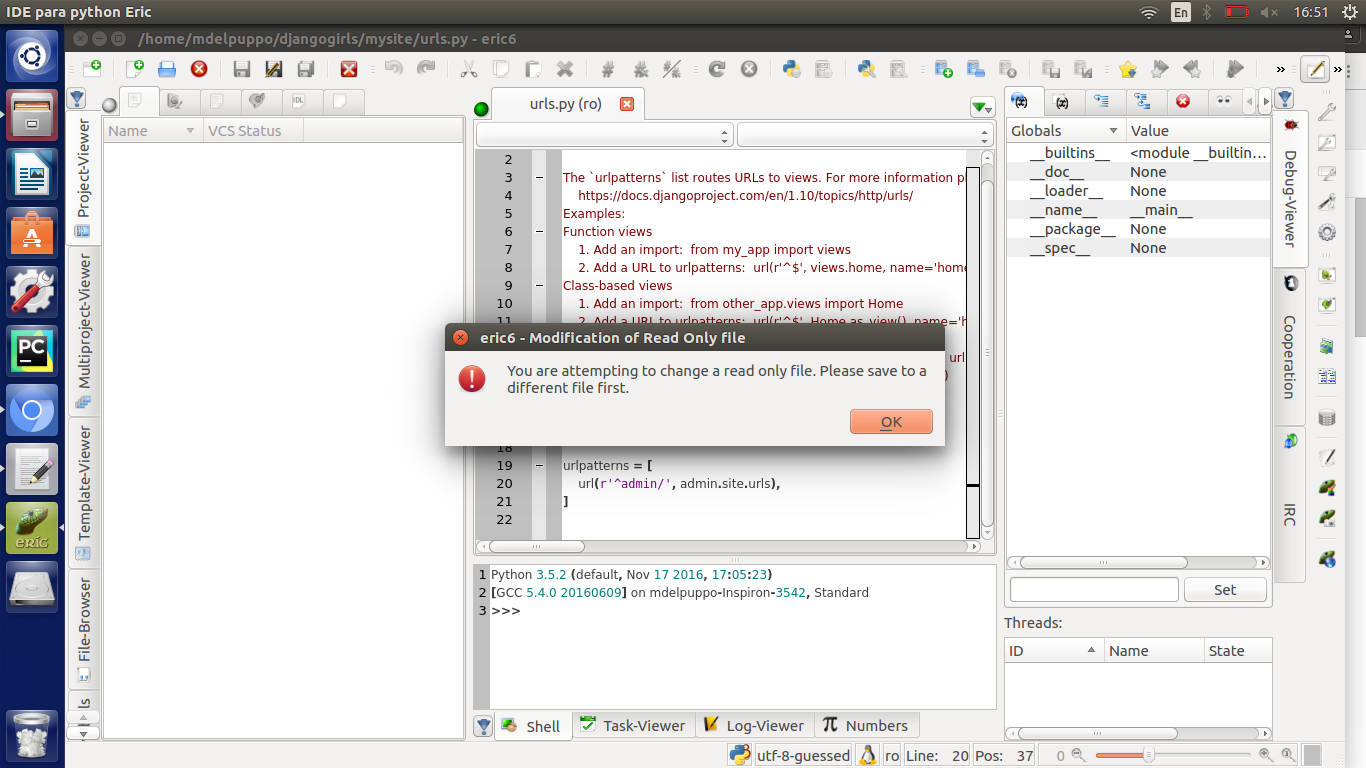 IDE para python Eric
En
16:51
/home/mdelpuppo/djangogirls/mysite/urls.py - eric6
IDL
urls.py (ro)
Project-Viewer
Multiproject-Viewer
Template-Viewer
File-Browser
Name
VCS Status
2
3 The `urlpatterns` list routes URLs to views. For more information pl
4 https://docs.djangoproject.com/en/1.10/topics/http/urls/
5 Examples:
6 Function views
7 1. Add an import:  from my_app import views
8 2. Add a URL to urlpatterns:  url(r'^$', views.home, name='home
9 Class-based views
10 1. Add an import:  from other_app.views import Home
11 2. Add a URL to urlpatterns:  url(r'^$', Home.as_view(), name='h
eric6 - Modification of Read Only file
You are attempting to change a read only file. Please save to a
different file first.
OK
18
19 urlpatterns = [
20 url(r'^admin/', admin.site.urls),
21 ]
22
1 Python 3.5.2 (default, Nov 17 2016, 17:05:23)
2 [GCC 5.4.0 20160609] on mdelpuppo-Inspiron-3542, Standard
3 >>>
Shell
Task-Viewer
Log-Viewer
Numbers
Globals
Value
__builtins__ <module __builtin...
__doc__ None
__loader__ None
__name__ __main__
__package__ None
__spec__ None
Set
Threads:
ID
Name
State
Debug-Viewer
Cooperation
IRC
PC
eric
utf-8-guessed
ro
Line: 20
Pos: 37
0